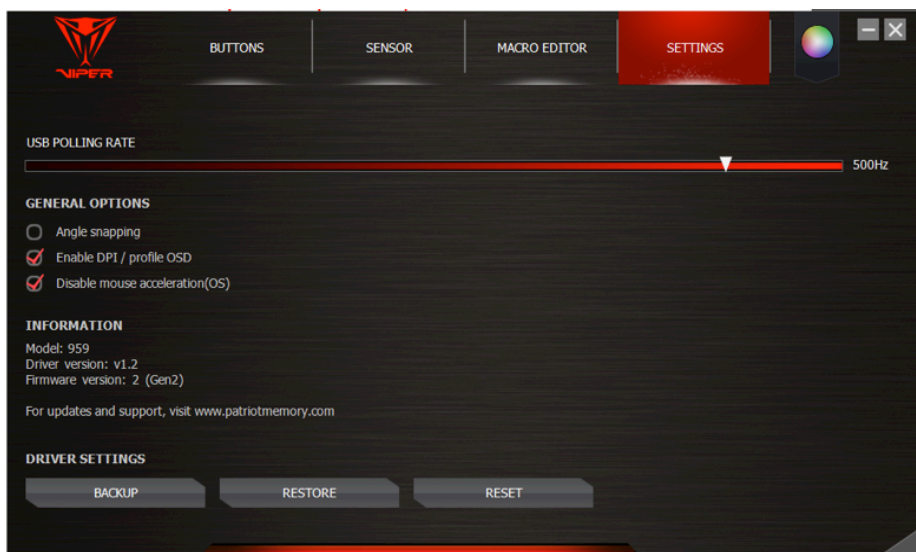 VIPER
BUTTONS
SENSOR
MACRO EDITOR
SETTINGS
USB POLLING RATE
500Hz
GENERAL OPTIONS
Angle snapping
Enable DPI / profile OSD
Disable mouse acceleration(OS)
INFORMATION
Model: 959
Driver version: v1.2
Firmware version: 2 (Gen2)
For updates and support, visit www.patriotmemory.com
DRIVER SETTINGS
BACKUP
RESTORE
RESET